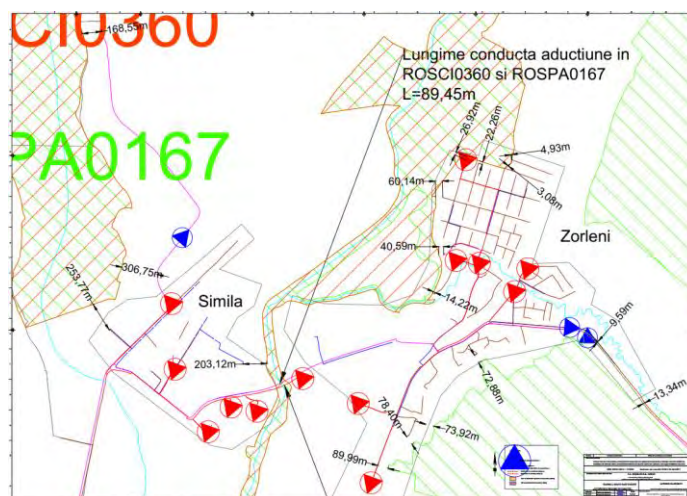 CI0360
168,55m
Lungime conducta aductiune in
ROSCI0360 si ROSPA0167
L=89,45m
PA0167
26,92m
22,26m
4,93m
3,08m
60,14m
Zorleni
40,59m
306,75m
253,77m
Simila
14,22m
9,59m
203,12m
72,88m
13,34m
78,40m
73,92m
89,99m